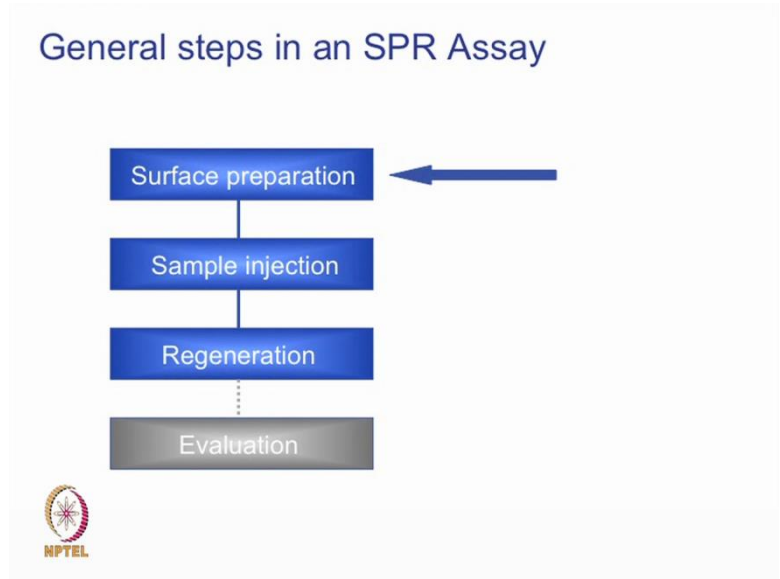 General steps in an SPR Assay
Surface preparation
Sample injection
Regeneration
Evaluation
NPTEL